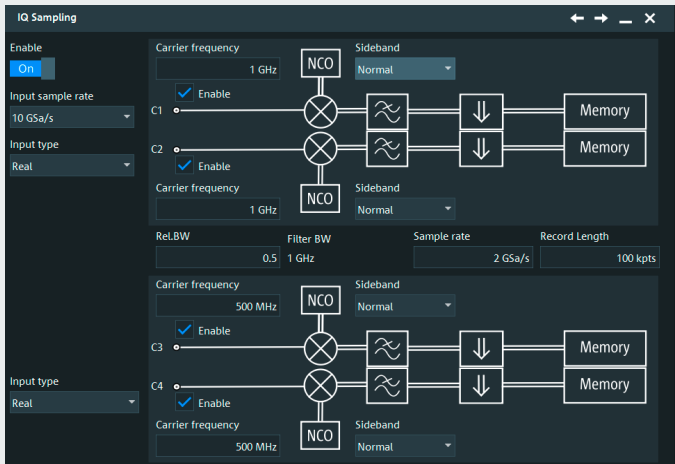 IQ Sampling
Enable
On
Input sample rate
10 GSa/s
Input type
Real
Carrier frequency
1 GHz
Enable
NCO
Sideband
Normal
C1
Memory
C2
Memory
Enable
Carrier frequency
1 GHz
NCO
Sideband
Normal
Rel.BW
0.5
Filter BW
1 GHz
Sample rate
2 GSa/s
Record Length
100 kpts
Carrier frequency
500 MHz
Enable
NCO
Sideband
Normal
C3
Memory
Input type
Real
C4
Memory
Enable
Carrier frequency
500 MHz
NCO
Sideband
Normal